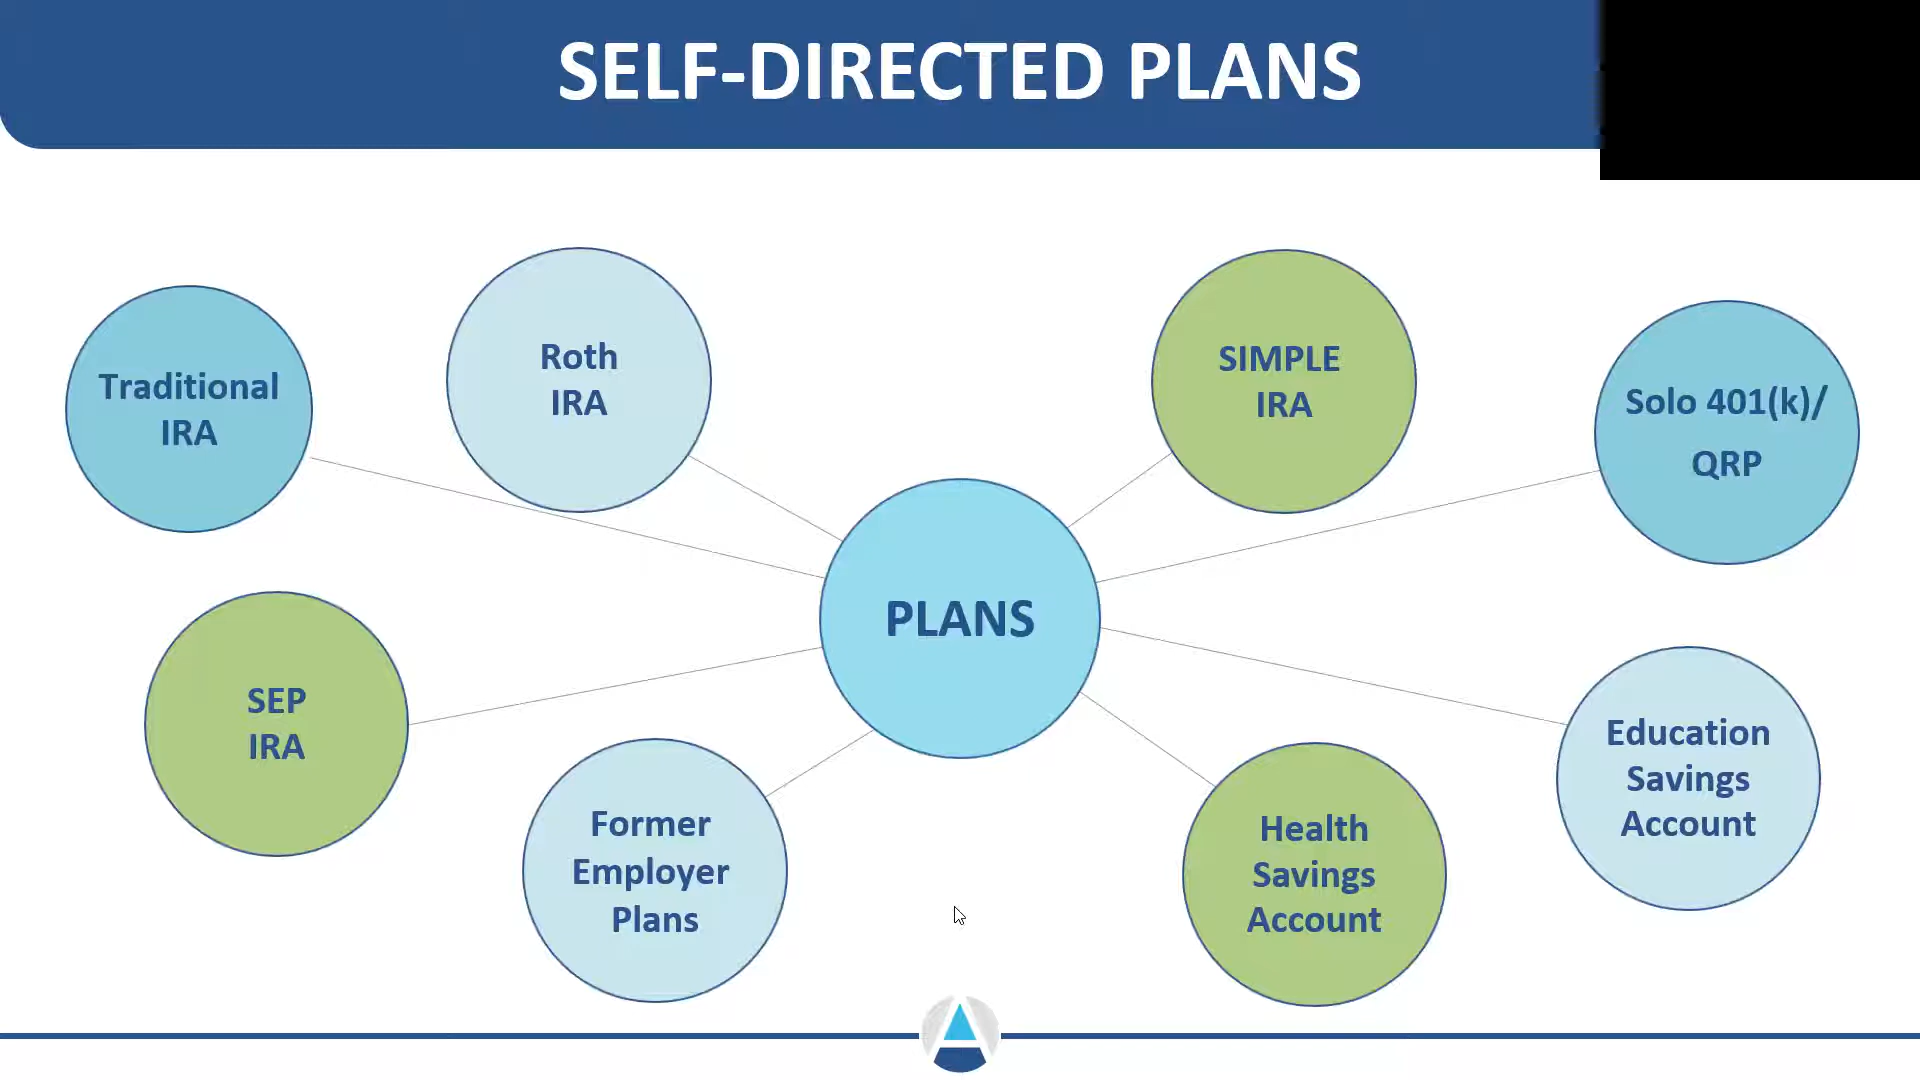 SELF-DIRECTED PLANS
Traditional
IRA
Roth
IRA
SIMPLE
IRA
Solo 401(k)/
QRP
PLANS
SEP
IRA
Former
Employer
Plans
Health
Savings
Account
Education
Savings
Account